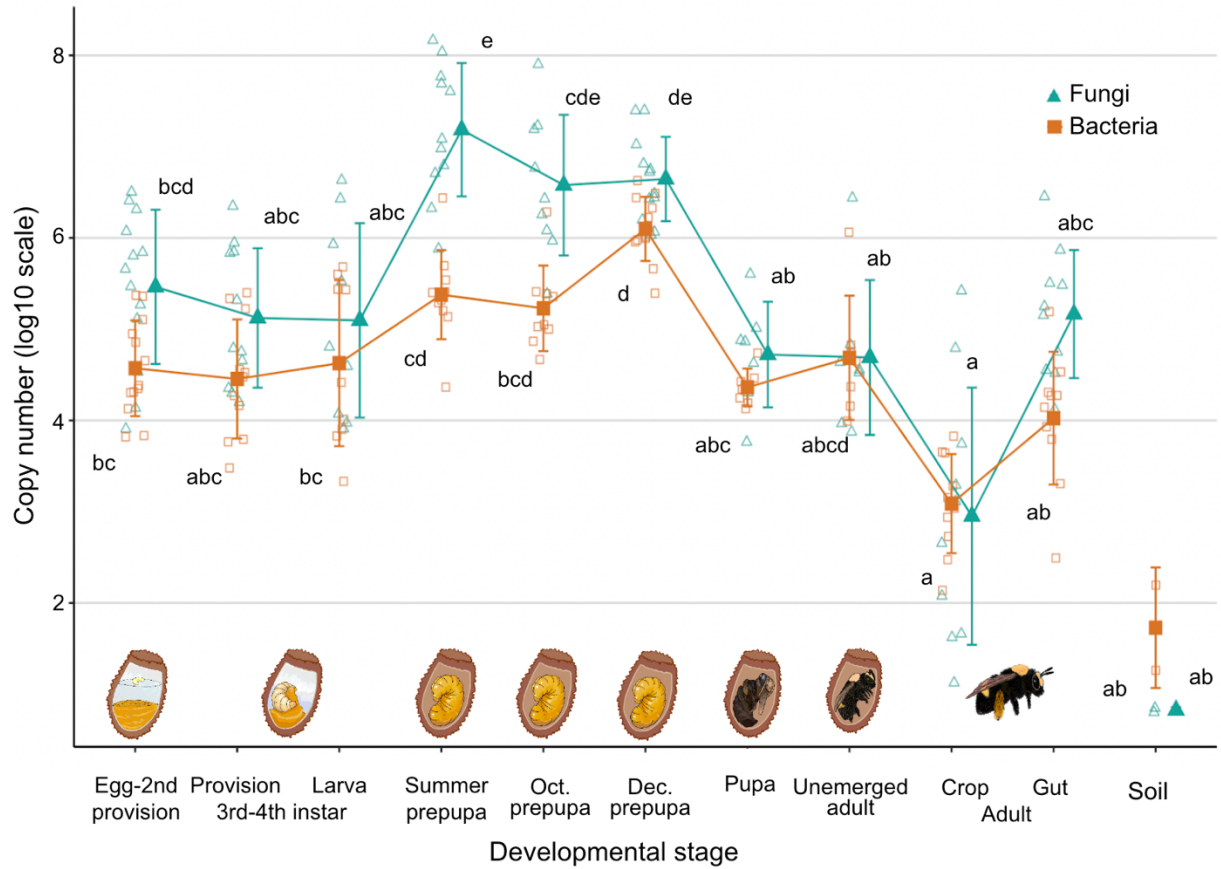 8
6
4
2
Copy number (log10 scale)
Fungi
Bacteria
bcd
abc
abc
e
cde
de
ab
ab
a
abc
ab
bc
abc
bc
cd
bcd
d
abc
abcd
a
ab
ab
Egg-2nd
provision
Provision
Larva
3rd-4th instar
Summer
prepupa
Oct.
prepupa
Dec.
prepupa
Pupa
Unemerged
adult
Crop
Gut
Adult
Soil
Developmental stage